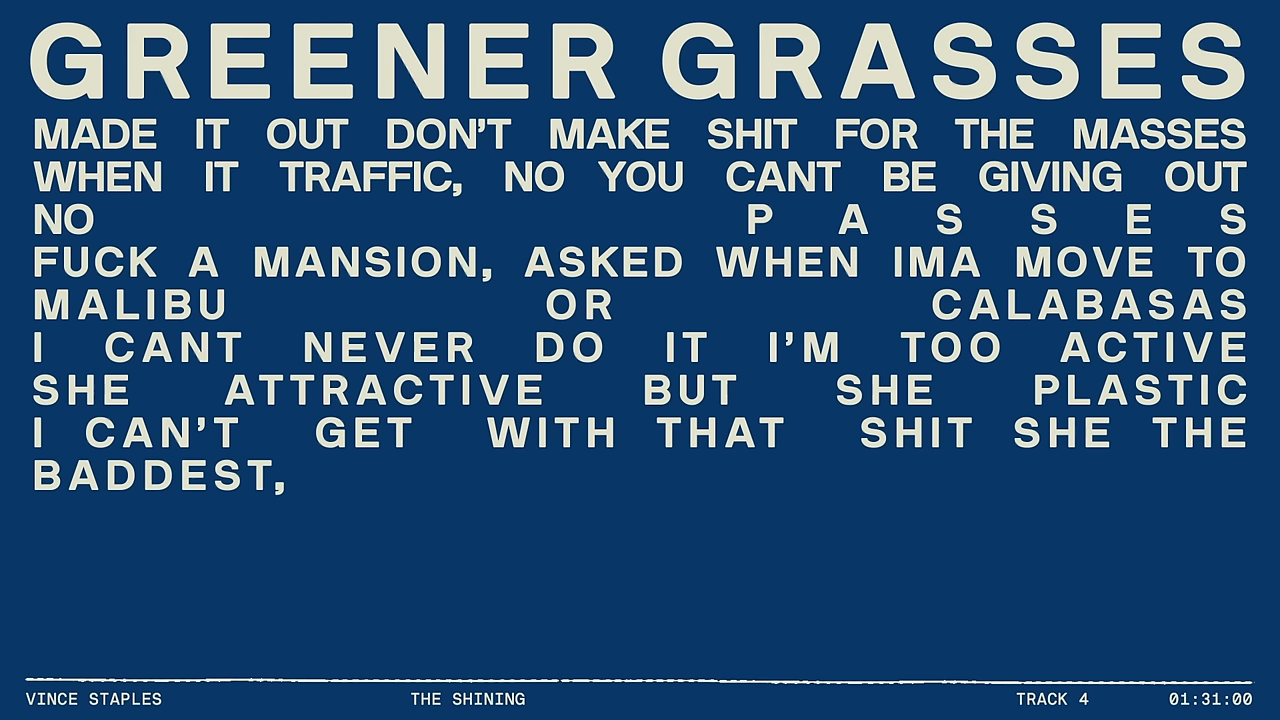 GREENER GRASSES
MADE IT OUT DON'T MAKE SHIT FOR THE MASSES
WHEN IT TRAFFIC, NO YOU CANT BE GIVING OUT
NO PASSES
FUCK A MANSION, ASKED WHEN IMA MOVE TO
MALIBU OR CALABASAS
I CANT NEVER DO IT I'M TOO ACTIVE
SHE ATTRACTIVE BUT SHE PLASTIC
I CAN'T GET WITH THAT SHIT SHE THE
BADDEST,
VINCE STAPLES THE SHINING TRACK 4 01:31:00